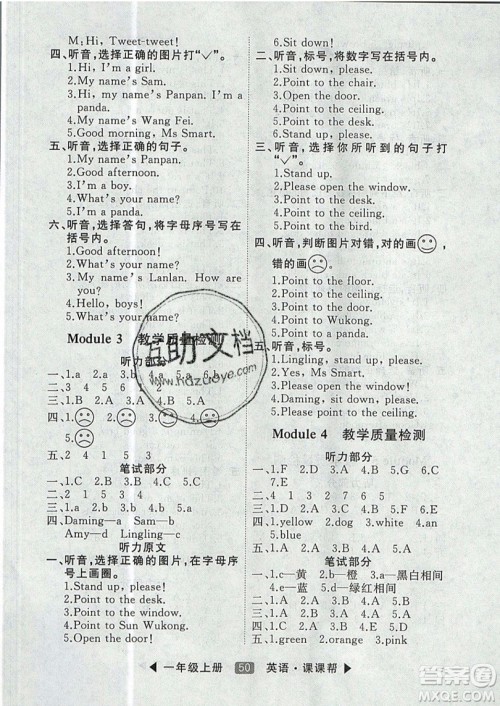 M:Hi, Tweet-tweet!
四、听音,选择正确的图片打“✓”。
1.Hi, I'm a girl.
2.My name's Sam.
3.Hi, my name's Panpan. I'm a
panda.
4.My name's Wang Fei.
5.Good morning, Ms Smart.
五、听音,选择正确的句子。
1.My name's Panpan.
2.Good afternoon!
3.I'm a boy.
4.What's your name?
5.I'm a panda.
六、听音,选择答句,将字母序号写在
括号内。
1.Good afternoon!
2.What's your name?
3.My name's Lanlan. How are
you?
4.Hello, boys!
5.What's your name?
Module 3 教学质量检测
听力部分
一、1.a 2.a 3.b 4.b 5.a
二、3 4 1 5 6 2
三、1.b 2.b 3.a 4.b 5.b
四、1.☹ 2.☺ 3.☺ 4.☹
5.☹
五、2 4 1 5 3
笔试部分
一、1.C 2.A 3.C 4.B 5.B
二、1.C 2.B 3.A 4.B 5.C
三、1.A 2.B 3.A 4.B 5.A
四、Daming—a Sam—b
Amy—d Lingling—c
听力原文
一、听音,选择正确的图片,在字母序
号上画圈。
1.Stand up, please.
2.Point to the door.
3.Point to the window.
4.Point to Sun Wukong.
5.Point to the desk.
6.Sit down!
二、听音,标号,将数字写在括号内。
1.Sit down, please.
2.Point to the chair.
3.Open the door.
4.Point to the ceiling.
5.Point to the desk.
6.Stand up, please!
三、听音,选择你所听到的句子打
“✓”。
1.Stand up.
2.Please open the window.
3.Point to the door.
4.Sit down.
5.Good afternoon!
四、听音,判断图片对错,对的画☺,
错的画☹。
1.Point to the floor.
2.Point to the ceiling.
3.Point to the window.
4.Point to Wukong.
5.Point to the desk.
五、听音,标号。
1.Lingling, stand up, please!
2.Yes, Ms Smart.
3.Sit down, please.
4.Open the door.
5.Point to the ceiling.
Module 4 教学质量检测
听力部分
一、1.F 2.D 3.A 4.B 5.G 6.C
7.E
二、1.B 2.A 3.A 4.B 5.B
三、2 1 4 3 5
四、1.yellow 2.red 3.dog 4.white
5.blue
五、1.A 2.A 3.B 4.A 5.B
笔试部分
一、1.c—黄 2.b—橙 3.a—黑白相间
4.e—蓝 5.d—绿红相间
二、1.A 2.B 3.A 4.C 5.B
三、1.green 2.orange 3.pink
一年级上册 50 英语·课课帮
互助文档
www.hdzuoye.com
答案圈
MXQE.COM